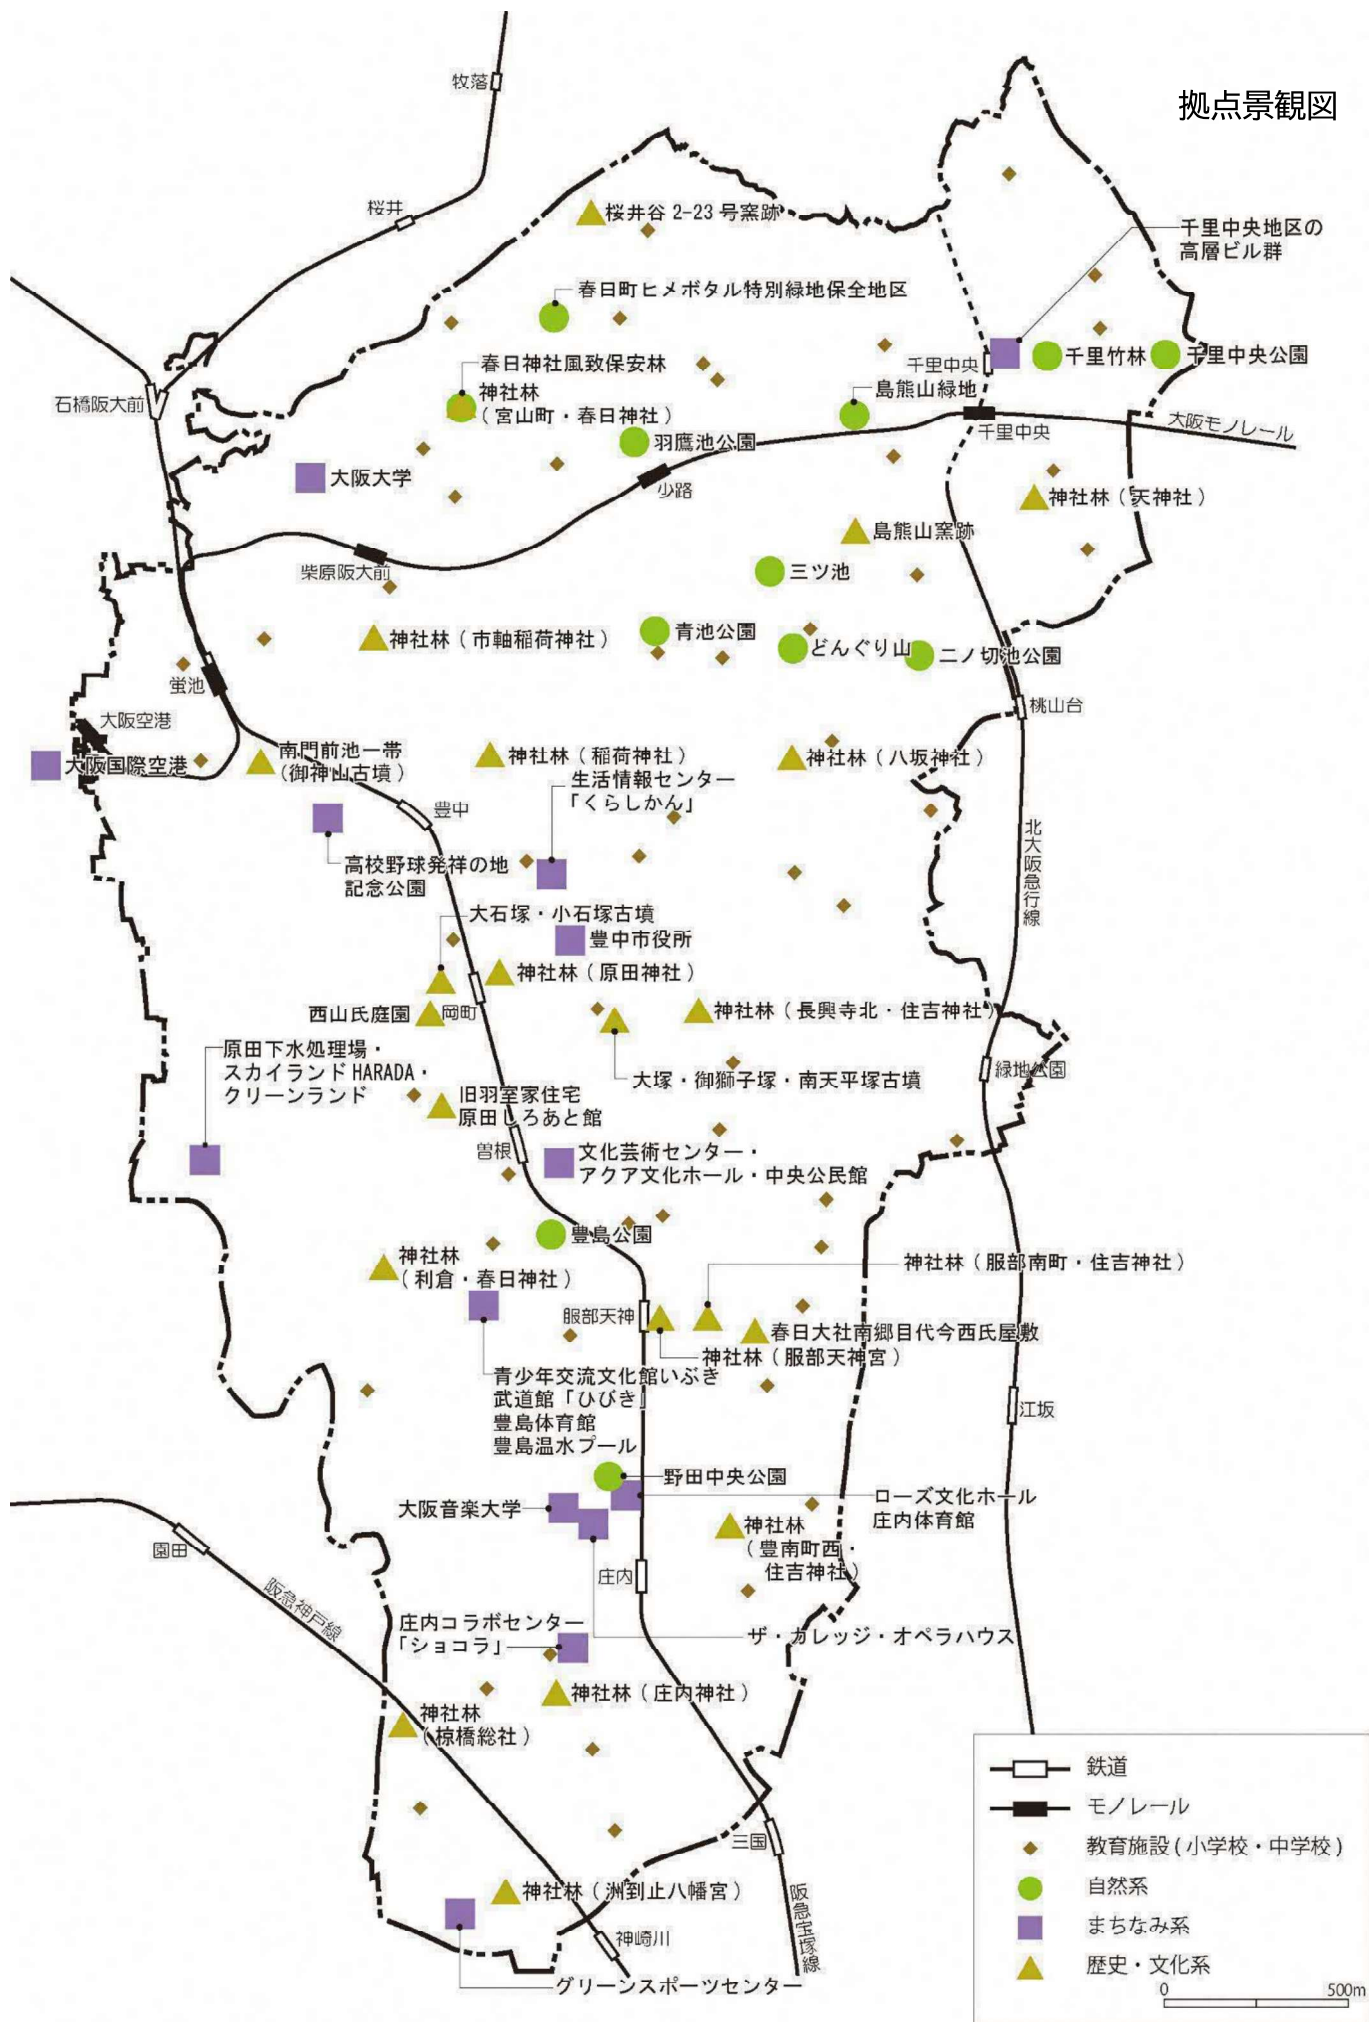 拠点景観図
牧落
桜井
桜井谷 2-23 号窯跡
千里中央地区の
高層ビル群
春日町ヒメボタル特別緑地保全地区
春日神社風致保安林
神社林
（宮山町・春日神社）
千里中央
千里竹林
千里中央公園
島熊山緑地
石橋阪大前
千里中央
大阪モノレール
羽鷹池公園
大阪大学
少路
神社林（天神社）
島熊山窯跡
柴原阪大前
三ツ池
神社林（市軸稲荷神社）
青池公園
どんぐり山
二ノ切池公園
蛍池
桃山台
大阪空港
大阪国際空港
南門前池一帯
（御神山古墳）
神社林（稲荷神社）
神社林（八坂神社）
生活情報センター
「くらしかん」
豊中
北大阪急行線
高校野球発祥の地
記念公園
大石塚・小石塚古墳
豊中市役所
神社林（原田神社）
西山氏庭園
岡町
神社林（長興寺北・住吉神社）
原田下水処理場・
スカイランド HARADA・
クリーンランド
大塚・御獅子塚・南天平塚古墳
緑地公園
旧羽室家住宅
原田しろあと館
曽根
文化芸術センター・
アクア文化ホール・中央公民館
豊島公園
神社林
（利倉・春日神社）
神社林（服部南町・住吉神社）
服部天神
春日大社南郷目代今西氏屋敷
神社林（服部天神宮）
青少年交流文化館いぶき
武道館「ひびき」
豊島体育館
豊島温水プール
江坂
野田中央公園
大阪音楽大学
ローズ文化ホール
庄内体育館
神社林
（豊南町西・
住吉神社）
園田
庄内
阪急神戸線
庄内コラボセンター
「ショコラ」
ザ・カレッジ・オペラハウス
神社林（庄内神社）
神社林
（椋橋総社）
三国
阪急宝塚線
神社林（洲到止八幡宮）
神崎川
グリーンスポーツセンター
鉄道
モノレール
教育施設（小学校・中学校）
自然系
まちなみ系
歴史・文化系
0 500m